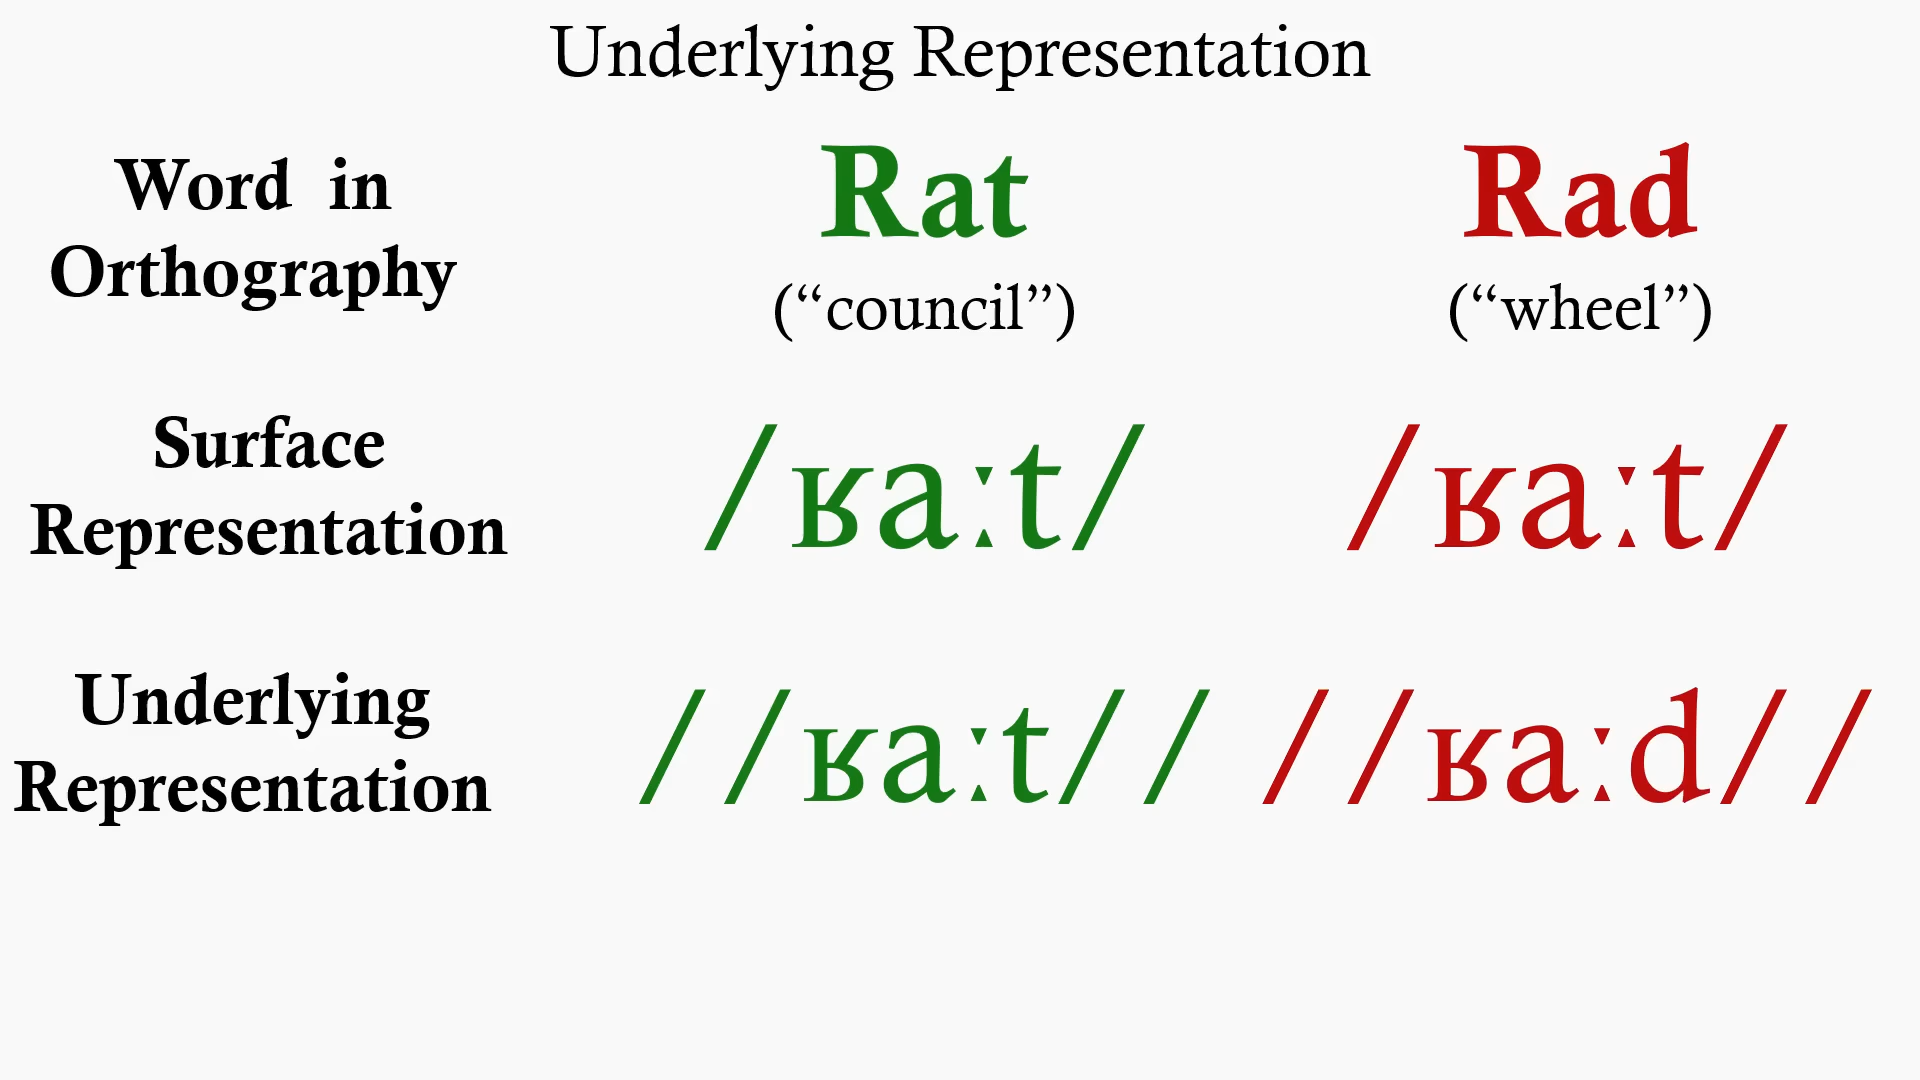 Underlying Representation
Word in Orthography
Rat
Rad
(“council”)
(“wheel”)
Surface Representation
/ʁaːt/
/ʁaːt/
Underlying Representation
//ʁaːt//
//ʁaːd//